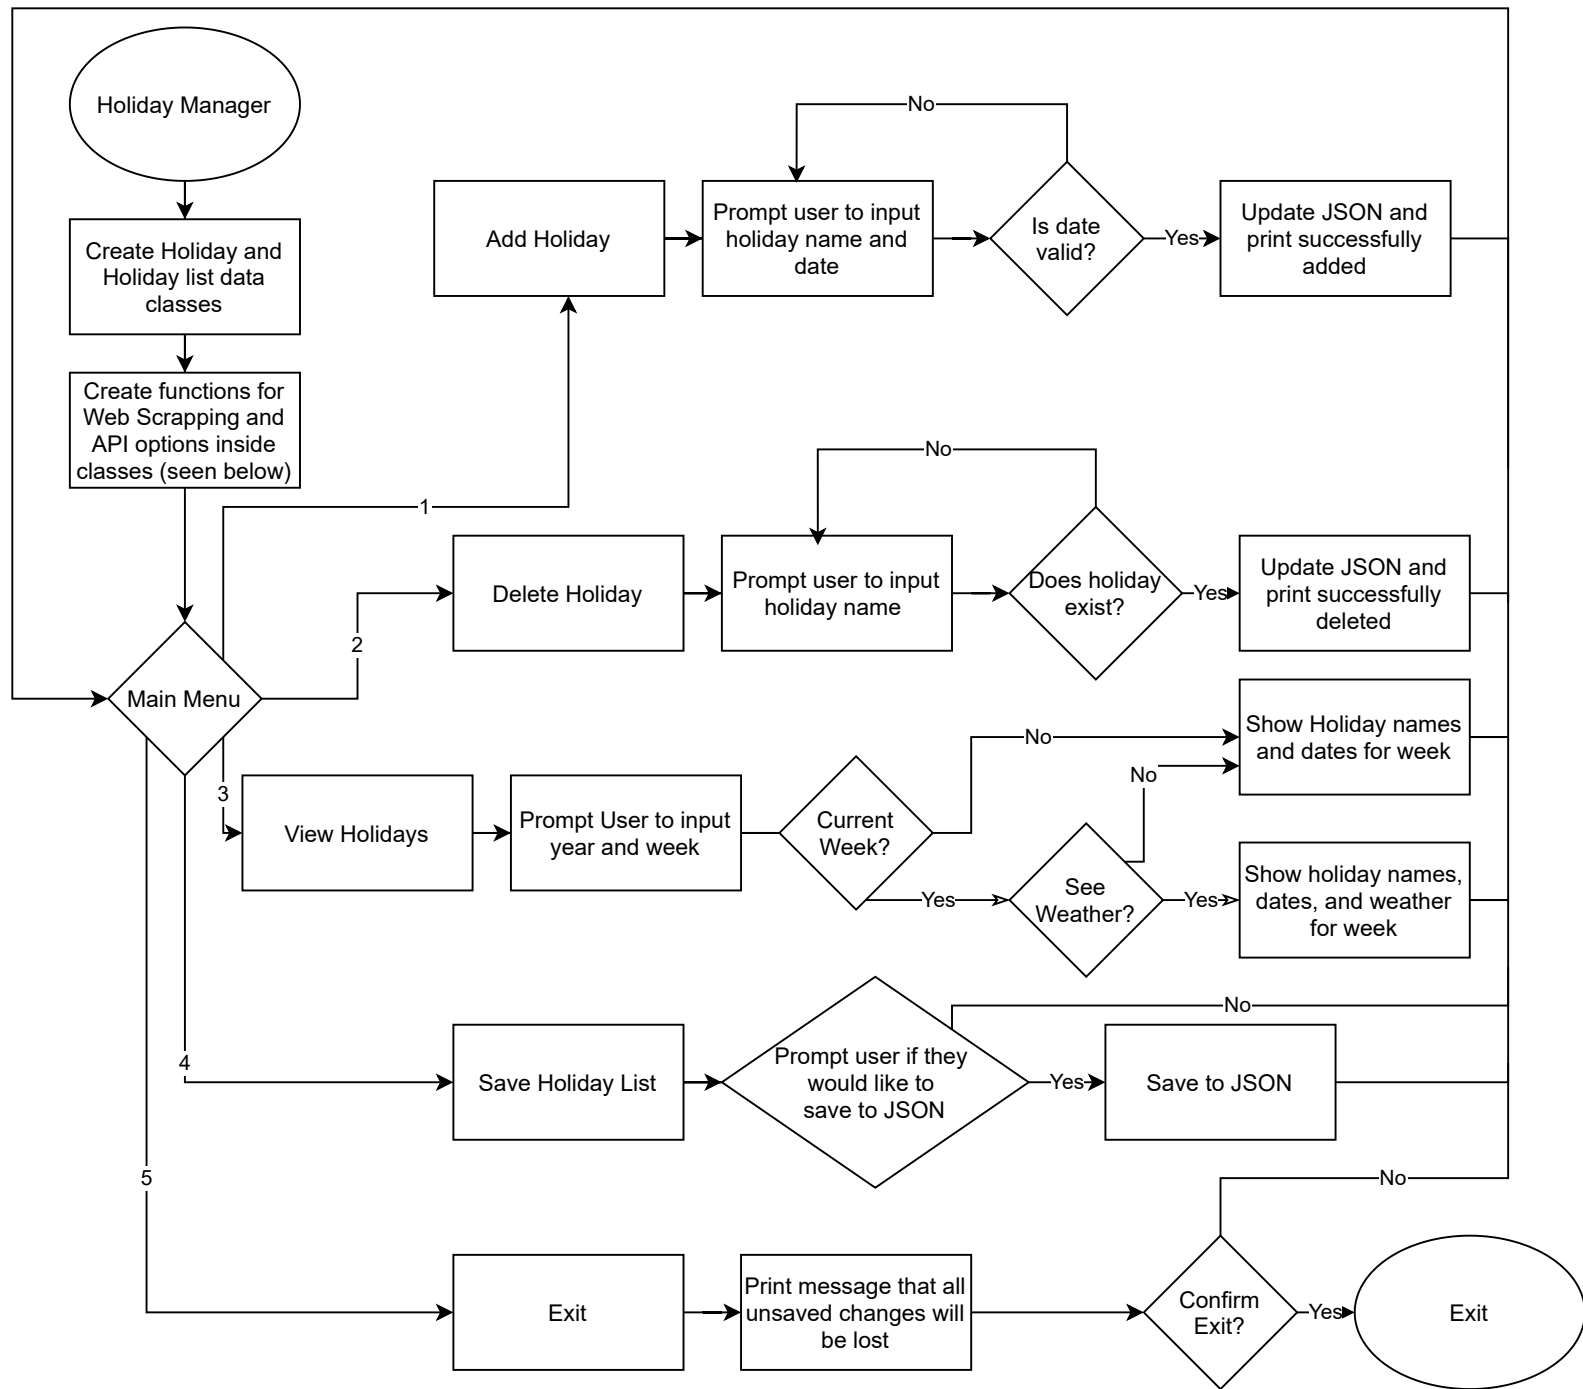 Holiday Manager
Create Holiday and
Holiday list data
classes
Create functions for
Web Scrapping and
API options inside
classes (seen below)
Main Menu
1
Add Holiday
Prompt user to input
holiday name and
date
No
Is date
valid?
Yes
Update JSON and
print successfully
added
2
Delete Holiday
Prompt user to input
holiday name
No
Does holiday
exist?
Yes
Update JSON and
print successfully
deleted
3
View Holidays
Prompt User to input
year and week
Current
Week?
No
Show Holiday names
and dates for week
Yes
See
Weather?
No
Yes
Show holiday names,
dates, and weather
for week
4
Save Holiday List
Prompt user if they
would like to
save to JSON
No
Yes
Save to JSON
5
Exit
Print message that all
unsaved changes will
be lost
Confirm
Exit?
No
Yes
Exit